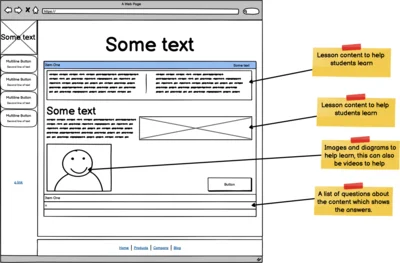 A Web Page
https://
Some text
Some text
Multiline Button
Second line of text
Multiline Button
Second line of text
Multiline Button
Second line of text
Multiline Button
Second line of text
a link
Item One
Some text
Some text
Button
Item One
Home | Products | Company | Blog
Lesson content to help
students learn
Lesson content to help
students learn
Images and diagrams to
help learn, this can also
be videos to help
A list of questions about
the content which shows
the answers.